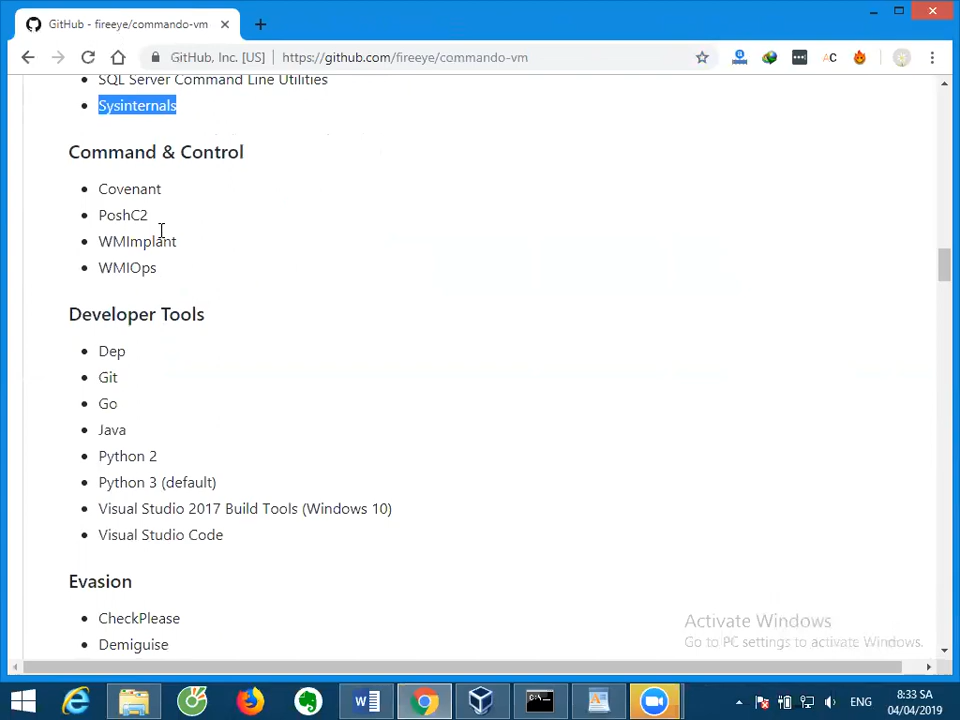 GitHub - fireeye/commando-vm
GitHub, Inc. [US]
https://github.com/fireeye/commando-vm
AC
SQL Server Command Line Utilities
Sysinternals
Command & Control
Covenant
PoshC2
WMImplant
WMIOps
Developer Tools
Dep
Git
Go
Java
Python 2
Python 3 (default)
Visual Studio 2017 Build Tools (Windows 10)
Visual Studio Code
Evasion
CheckPlease
Demiguise
Activate Windows
Go to PC settings to activate Windows.
ENG
8:33 SA
04/04/2019